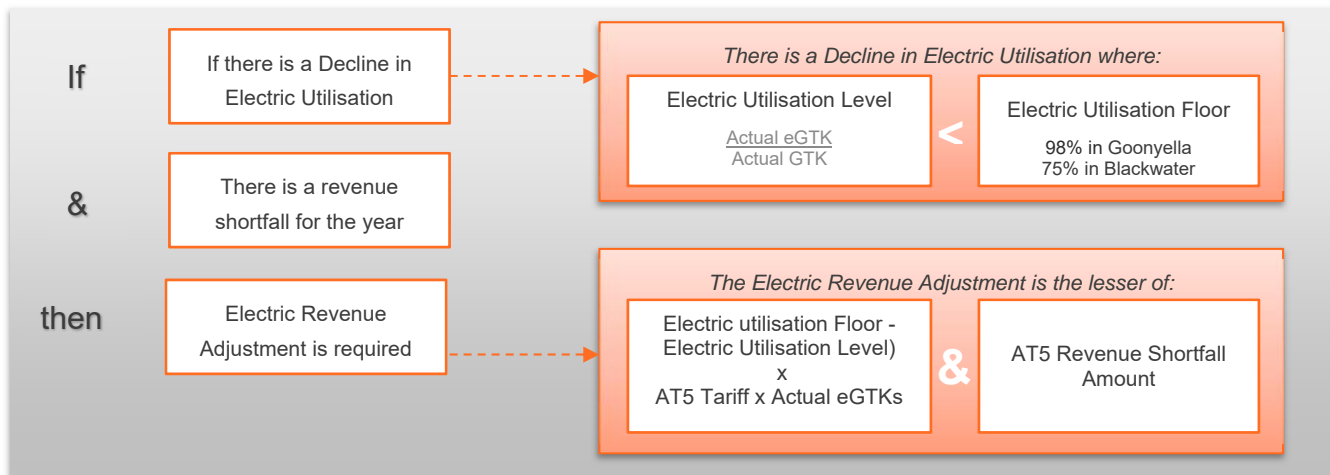 If
If there is a Decline in
Electric Utilisation
There is a Decline in Electric Utilisation where:
Electric Utilisation Level
Actual eGTK
Actual GTK
<
Electric Utilisation Floor
98% in Goonyella
75% in Blackwater
&
There is a revenue
shortfall for the year
then
Electric Revenue
Adjustment is required
The Electric Revenue Adjustment is the lesser of:
Electric utilisation Floor -
Electric Utilisation Level)
x
AT5 Tariff x Actual eGTKs
&
AT5 Revenue Shortfall
Amount